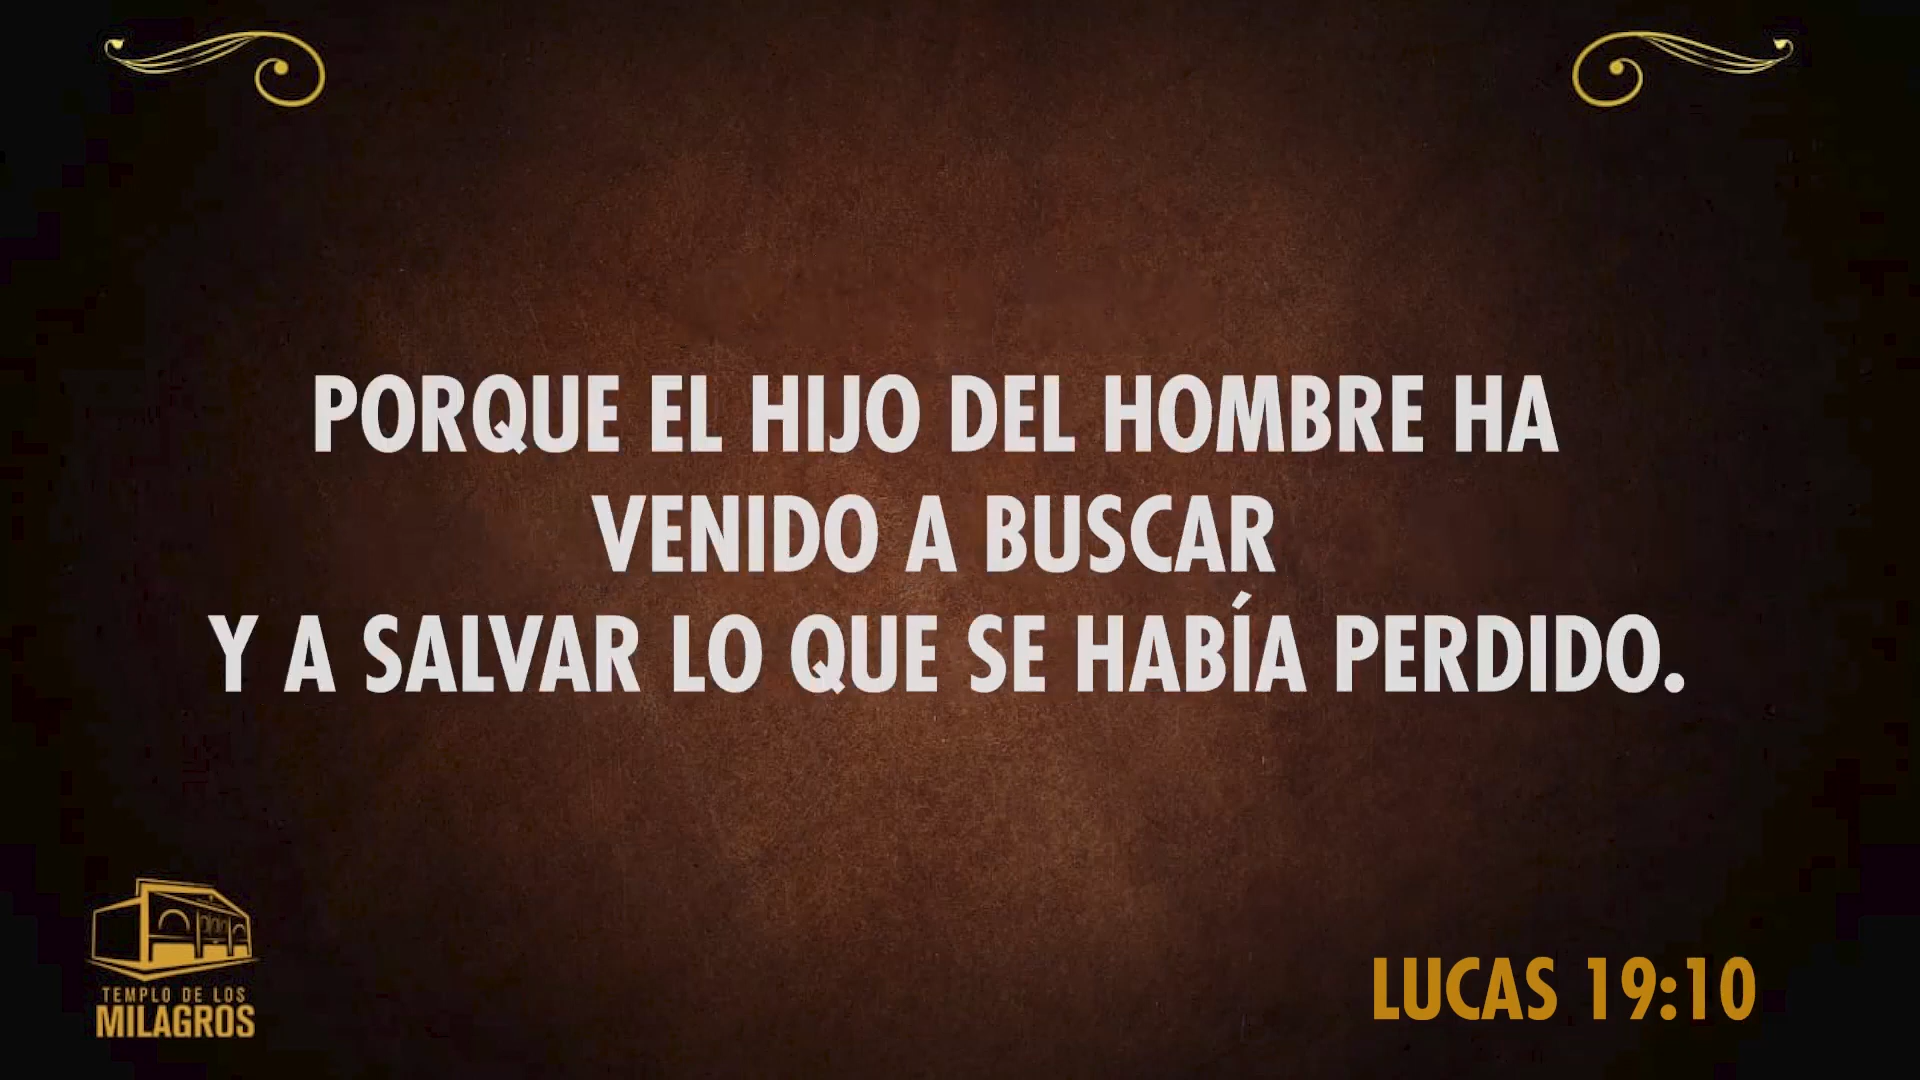 PORQUE EL HIJO DEL HOMBRE HA
VENIDO A BUSCAR
Y A SALVAR LO QUE SE HABÍA PERDIDO.
TEMPLO DE LOS
MILAGROS
LUCAS 19:10